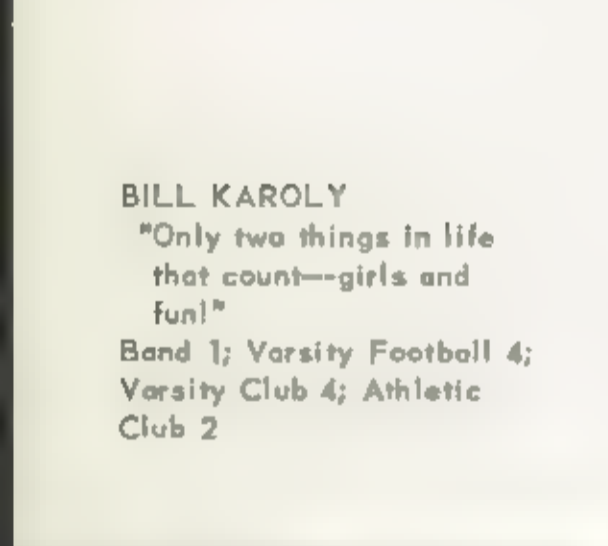 BILL KAROLY
"Only two things in life
that count--girls and
fun!"
Band 1; Varsity Football 4;
Varsity Club 4; Athletic
Club 2